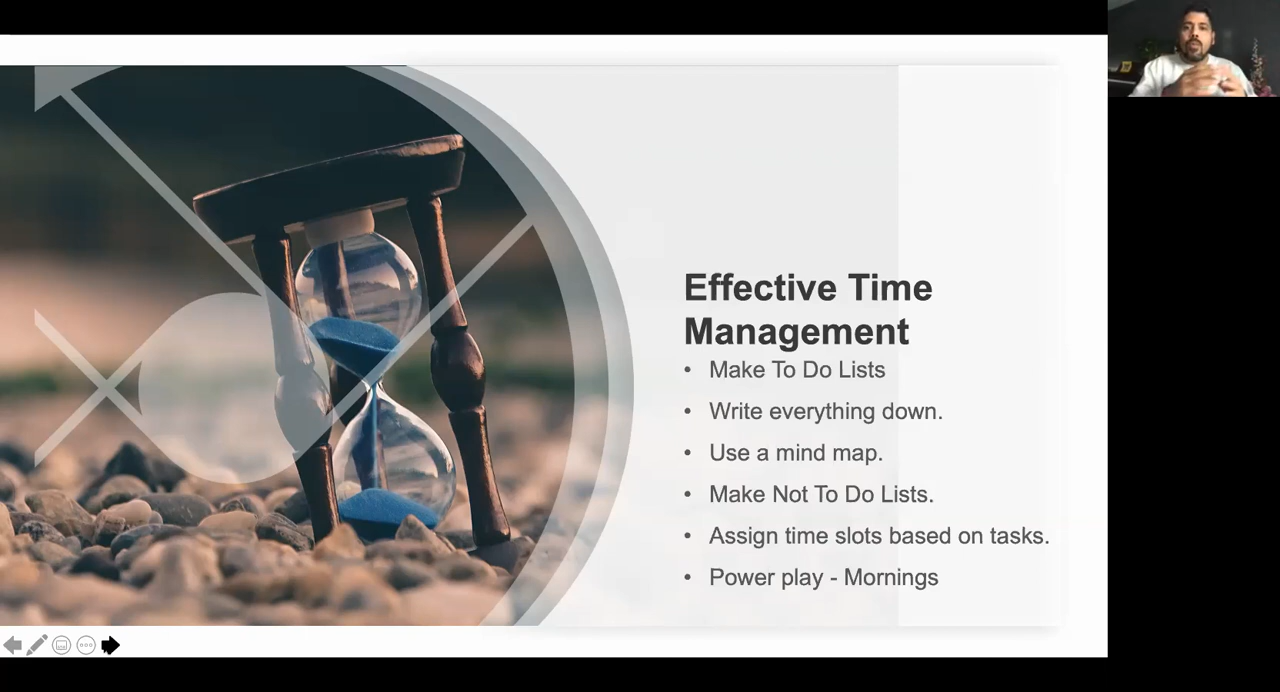 Effective Time
Management
• Make To Do Lists
• Write everything down.
• Use a mind map.
• Make Not To Do Lists.
• Assign time slots based on tasks.
• Power play - Mornings